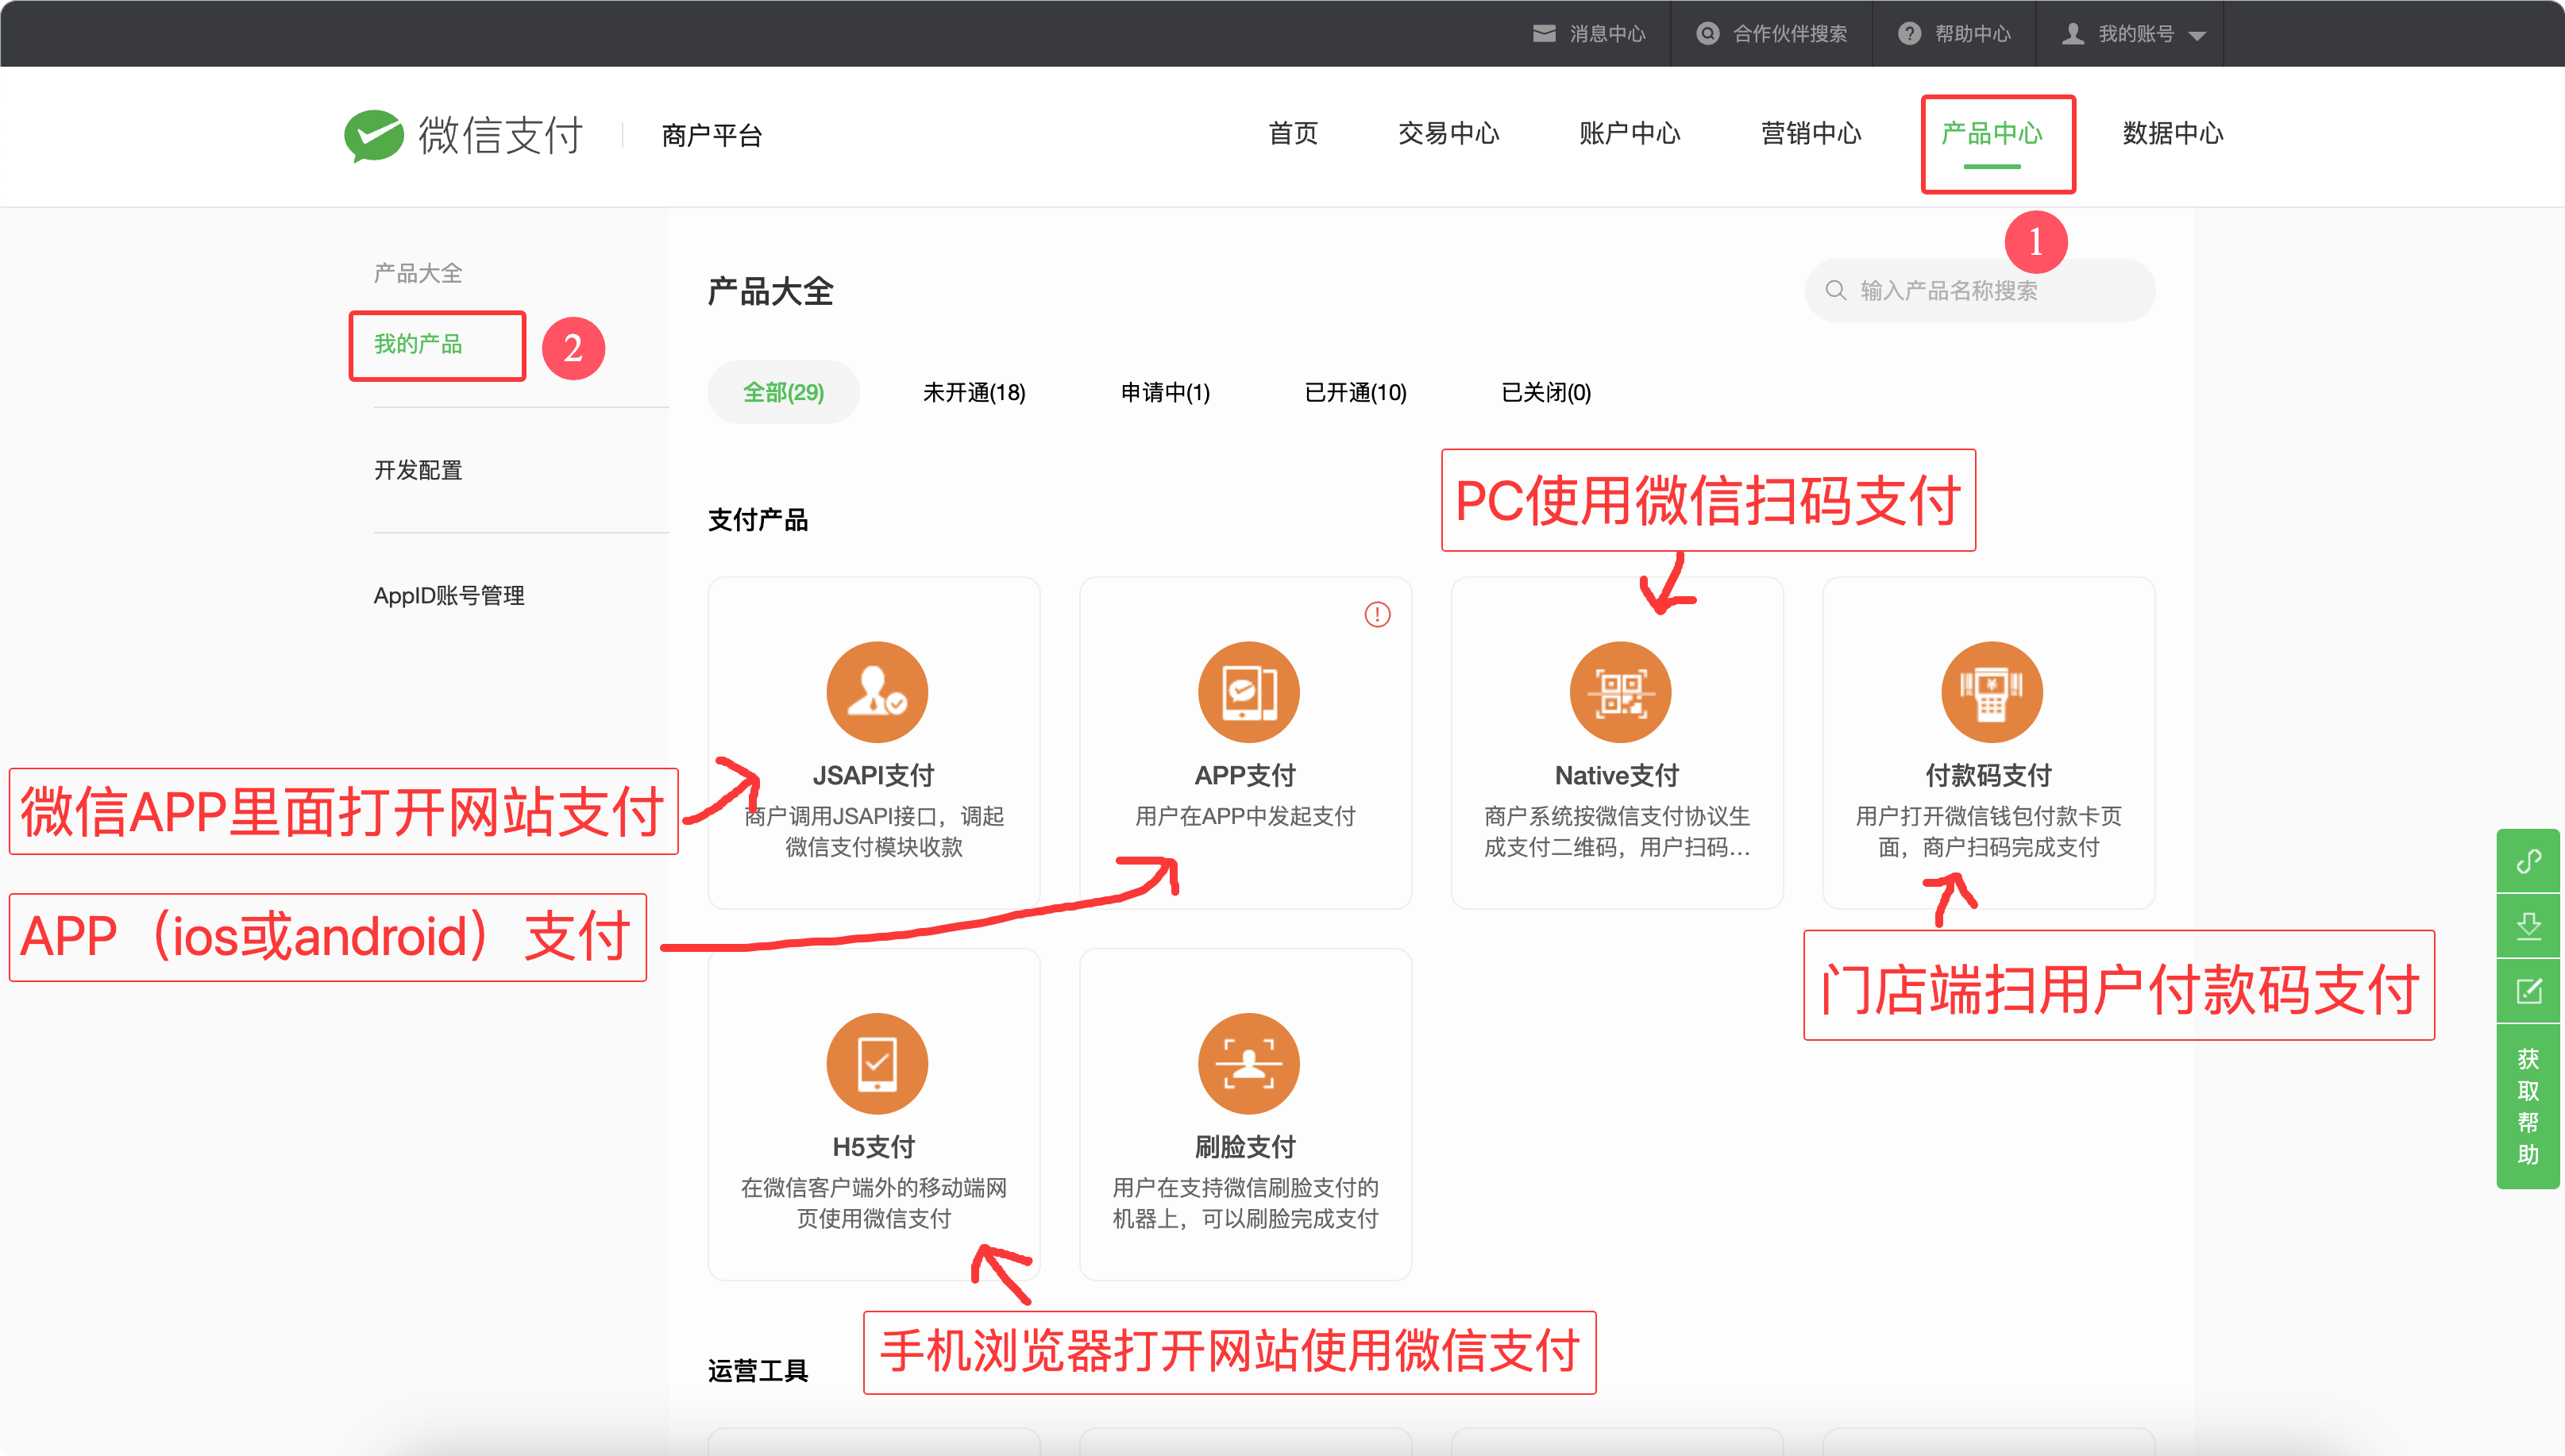 消息中心
合作伙伴搜索
帮助中心
我的账号
微信支付
商户平台
首页
交易中心
账户中心
营销中心
产品中心
数据中心
1
产品大全
我的产品
2
开发配置
AppID账号管理
产品大全
输入产品名称搜索
全部(29)
未开通(18)
申请中(1)
已开通(10)
已关闭(0)
PC使用微信扫码支付
支付产品
JSAPI支付
商户调用JSAPI接口，调起
微信支付模块收款
APP支付
用户在APP中发起支付
Native支付
商户系统按微信支付协议生
成支付二维码，用户扫码...
付款码支付
用户打开微信钱包付款卡页
面，商户扫码完成支付
微信APP里面打开网站支付
APP（ios或android）支付
门店端扫用户付款码支付
H5支付
在微信客户端外的移动端网
页使用微信支付
刷脸支付
用户在支持微信刷脸支付的
机器上，可以刷脸完成支付
手机浏览器打开网站使用微信支付
运营工具
获
取
帮
助